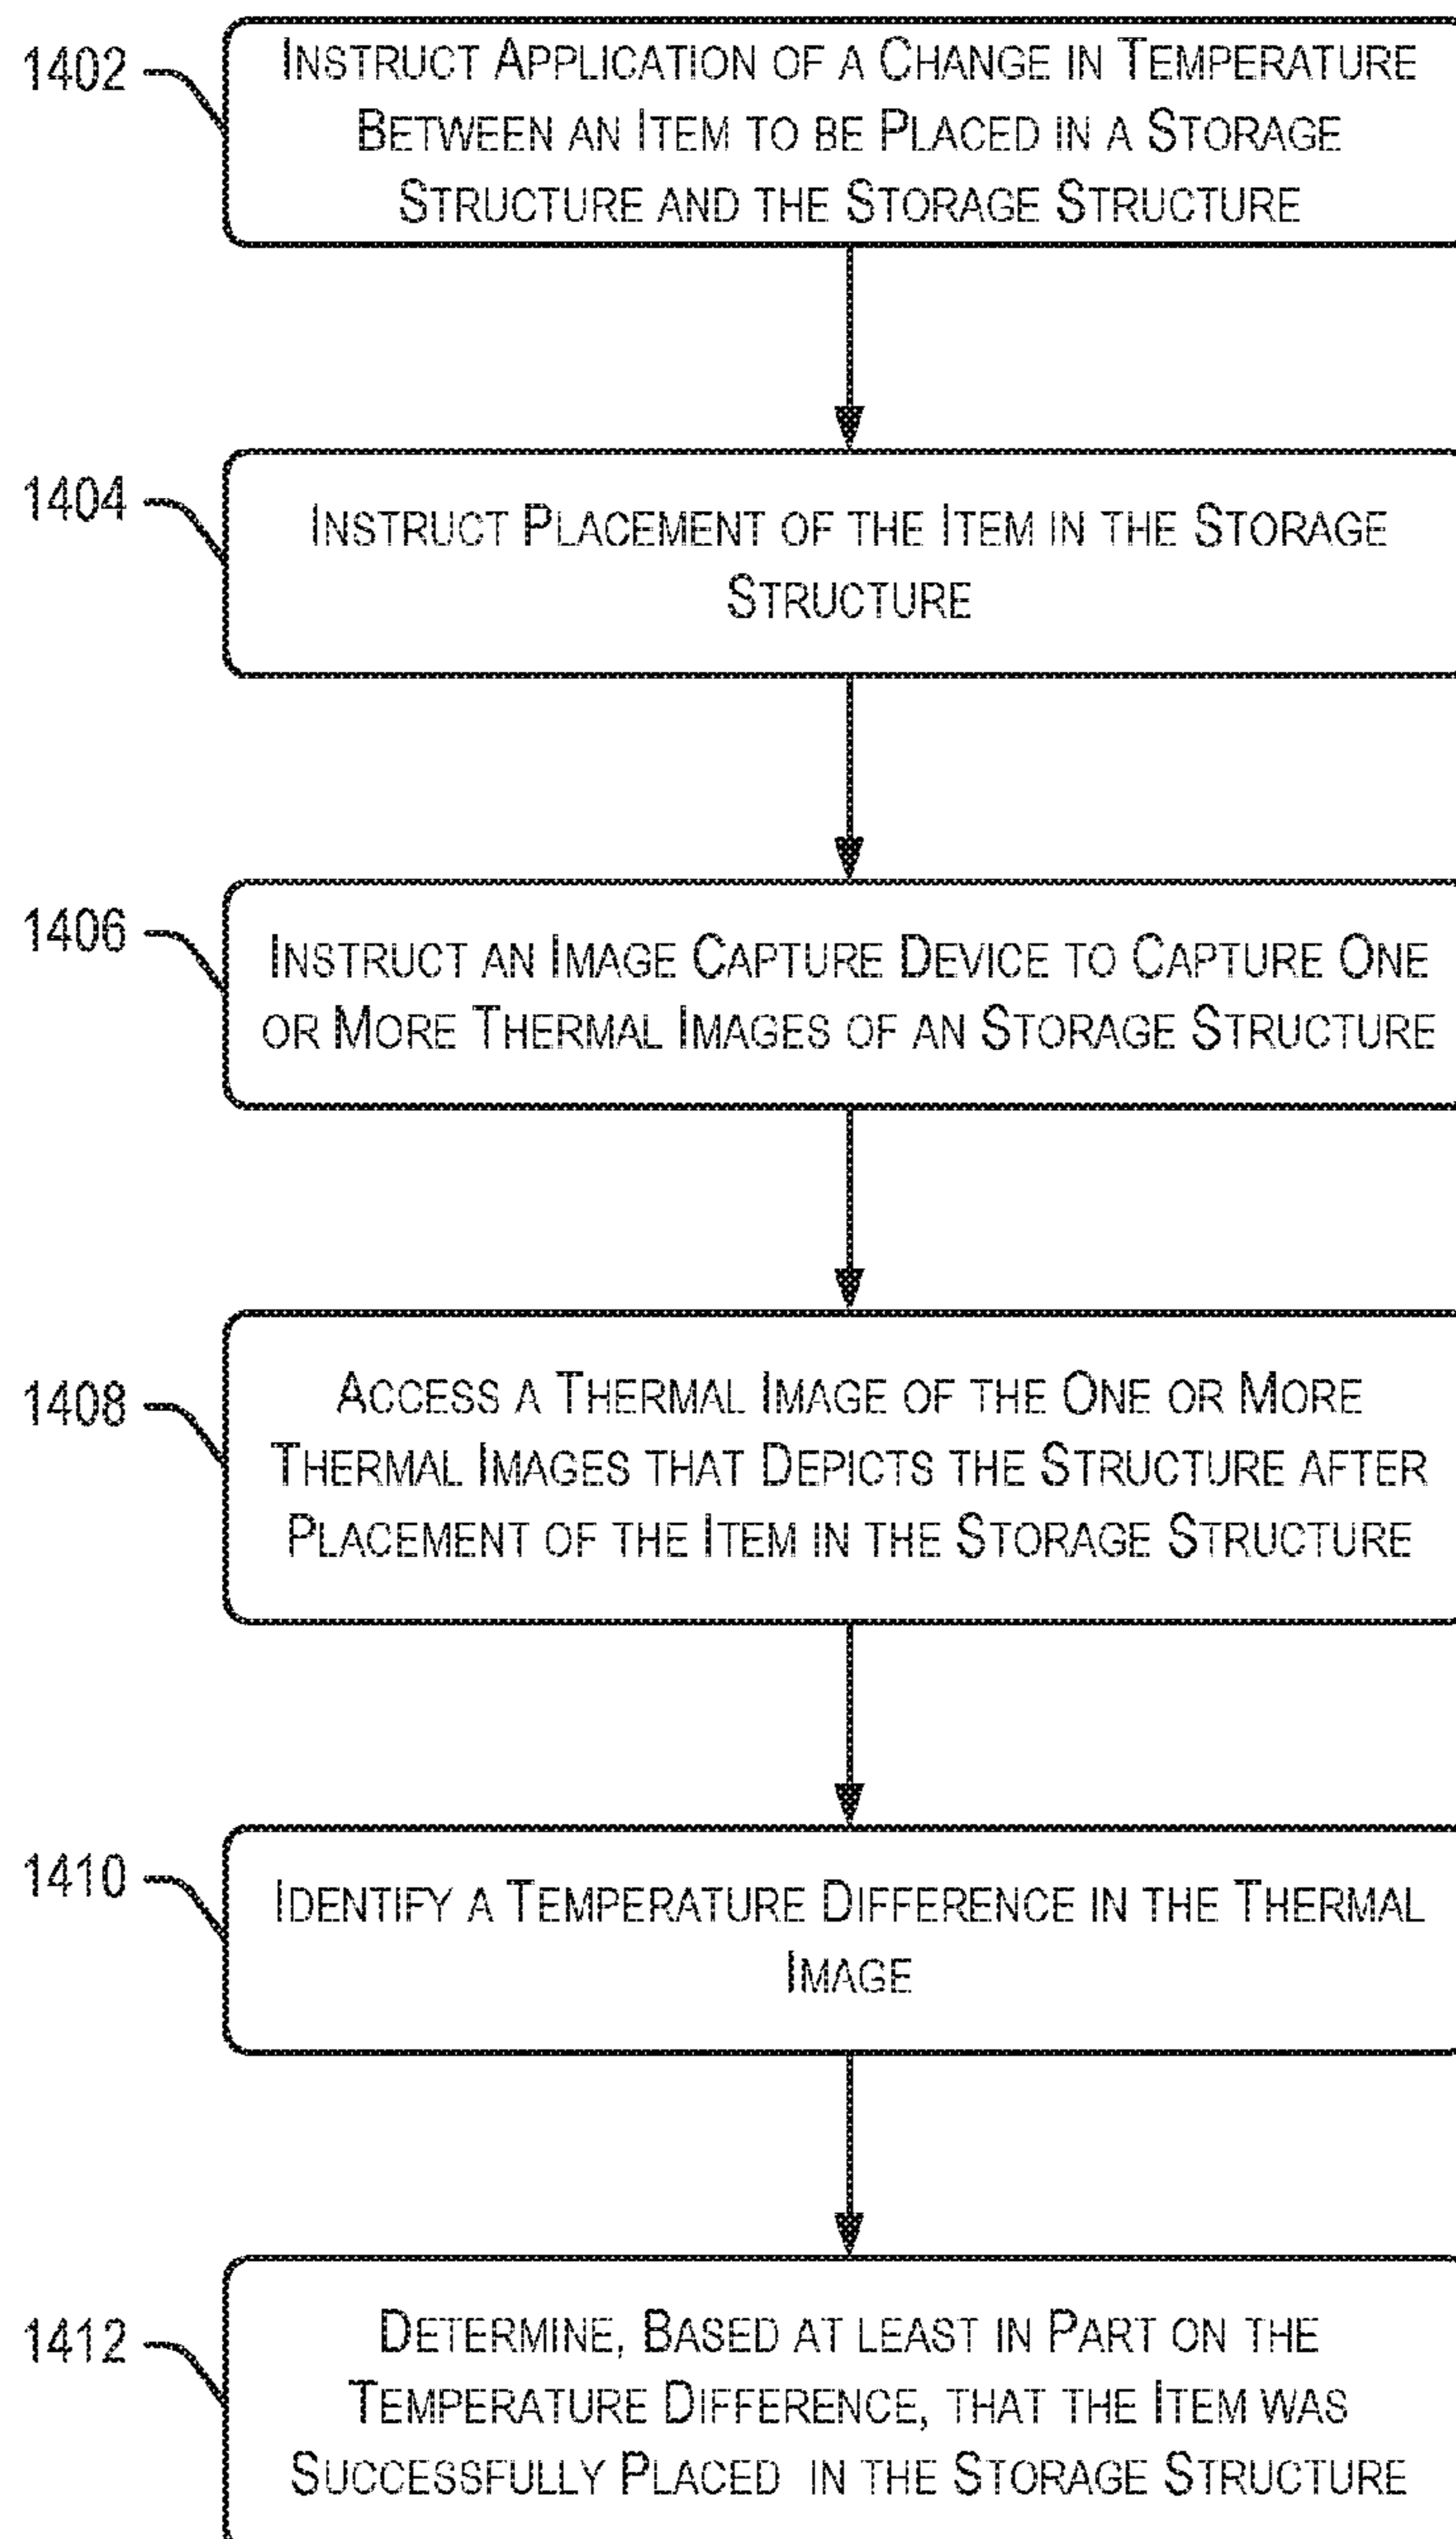 1402
INSTRUCT APPLICATION OF A CHANGE IN TEMPERATURE
BETWEEN AN ITEM TO BE PLACED IN A STORAGE
STRUCTURE AND THE STORAGE STRUCTURE
1404
INSTRUCT PLACEMENT OF THE ITEM IN THE STORAGE
STRUCTURE
1406
INSTRUCT AN IMAGE CAPTURE DEVICE TO CAPTURE ONE
OR MORE THERMAL IMAGES OF AN STORAGE STRUCTURE
1408
ACCESS A THERMAL IMAGE OF THE ONE OR MORE
THERMAL IMAGES THAT DEPICTS THE STRUCTURE AFTER
PLACEMENT OF THE ITEM IN THE STORAGE STRUCTURE
1410
IDENTIFY A TEMPERATURE DIFFERENCE IN THE THERMAL
IMAGE
1412
DETERMINE, BASED AT LEAST IN PART ON THE
TEMPERATURE DIFFERENCE, THAT THE ITEM WAS
SUCCESSFULLY PLACED IN THE STORAGE STRUCTURE